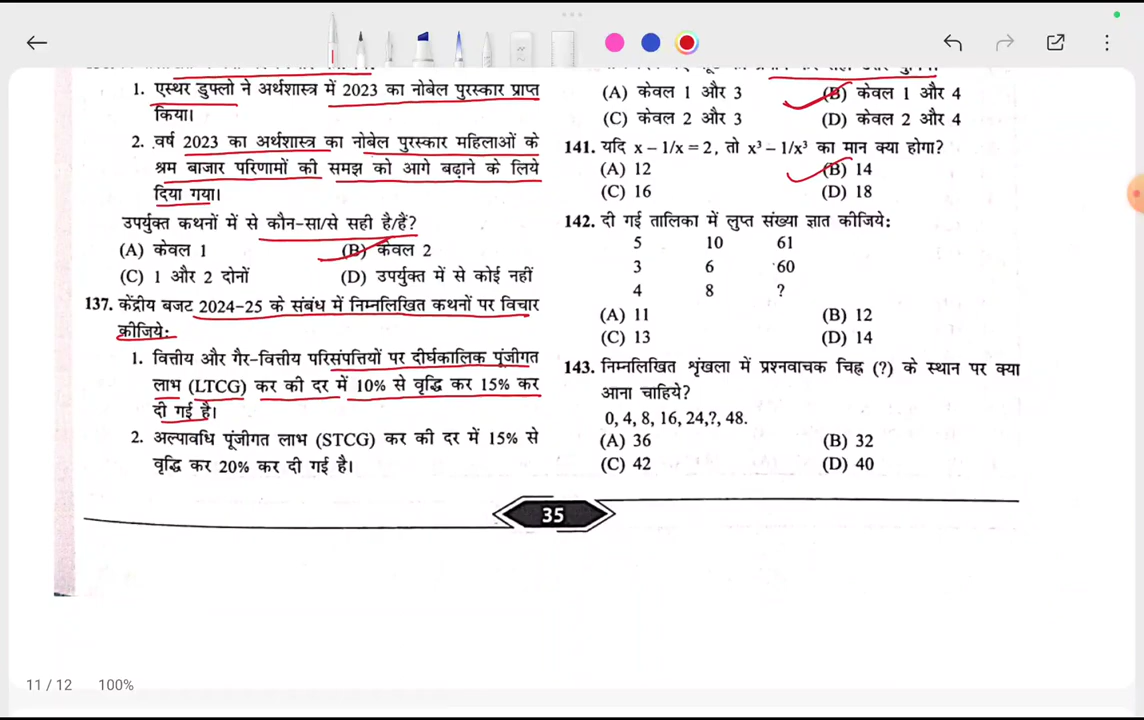 1. एस्थर डुफ्लो ने अर्थशास्त्र में 2023 का नोबेल पुरस्कार प्राप्त
किया।
2. वर्ष 2023 का अर्थशास्त्र का नोबेल पुरस्कार महिलाओं के
श्रम बाजार परिणामों की समझ को आगे बढ़ाने के लिये
दिया गया।
उपर्युक्त कथनों में से कौन-सा/से सही है/हैं?
(A) केवल 1 (B) केवल 2
(C) 1 और 2 दोनों (D) उपर्युक्त में से कोई नहीं
137. केंद्रीय बजट 2024-25 के संबंध में निम्नलिखित कथनों पर विचार
कीजिये:
1. वित्तीय और गैर-वित्तीय परिसंपत्तियों पर दीर्घकालिक पूंजीगत
लाभ (LTCG) कर की दर में 10% से वृद्धि कर 15% कर
दी गई है।
2. अल्पावधि पूंजीगत लाभ (STCG) कर की दर में 15% से
वृद्धि कर 20% कर दी गई है।
(A) केवल 1 और 3 (B) केवल 1 और 4
(C) केवल 2 और 3 (D) केवल 2 और 4
141. यदि x – 1/x = 2, तो x³ – 1/x³ का मान क्या होगा?
(A) 12 (B) 14
(C) 16 (D) 18
142. दी गई तालिका में लुप्त संख्या ज्ञात कीजिये:
5 10 61
3 6 60
4 8 ?
(A) 11 (B) 12
(C) 13 (D) 14
143. निम्नलिखित शृंखला में प्रश्नवाचक चिह्न (?) के स्थान पर क्या
आना चाहिये?
0, 4, 8, 16, 24,?, 48.
(A) 36 (B) 32
(C) 42 (D) 40
35
11 / 12 100%